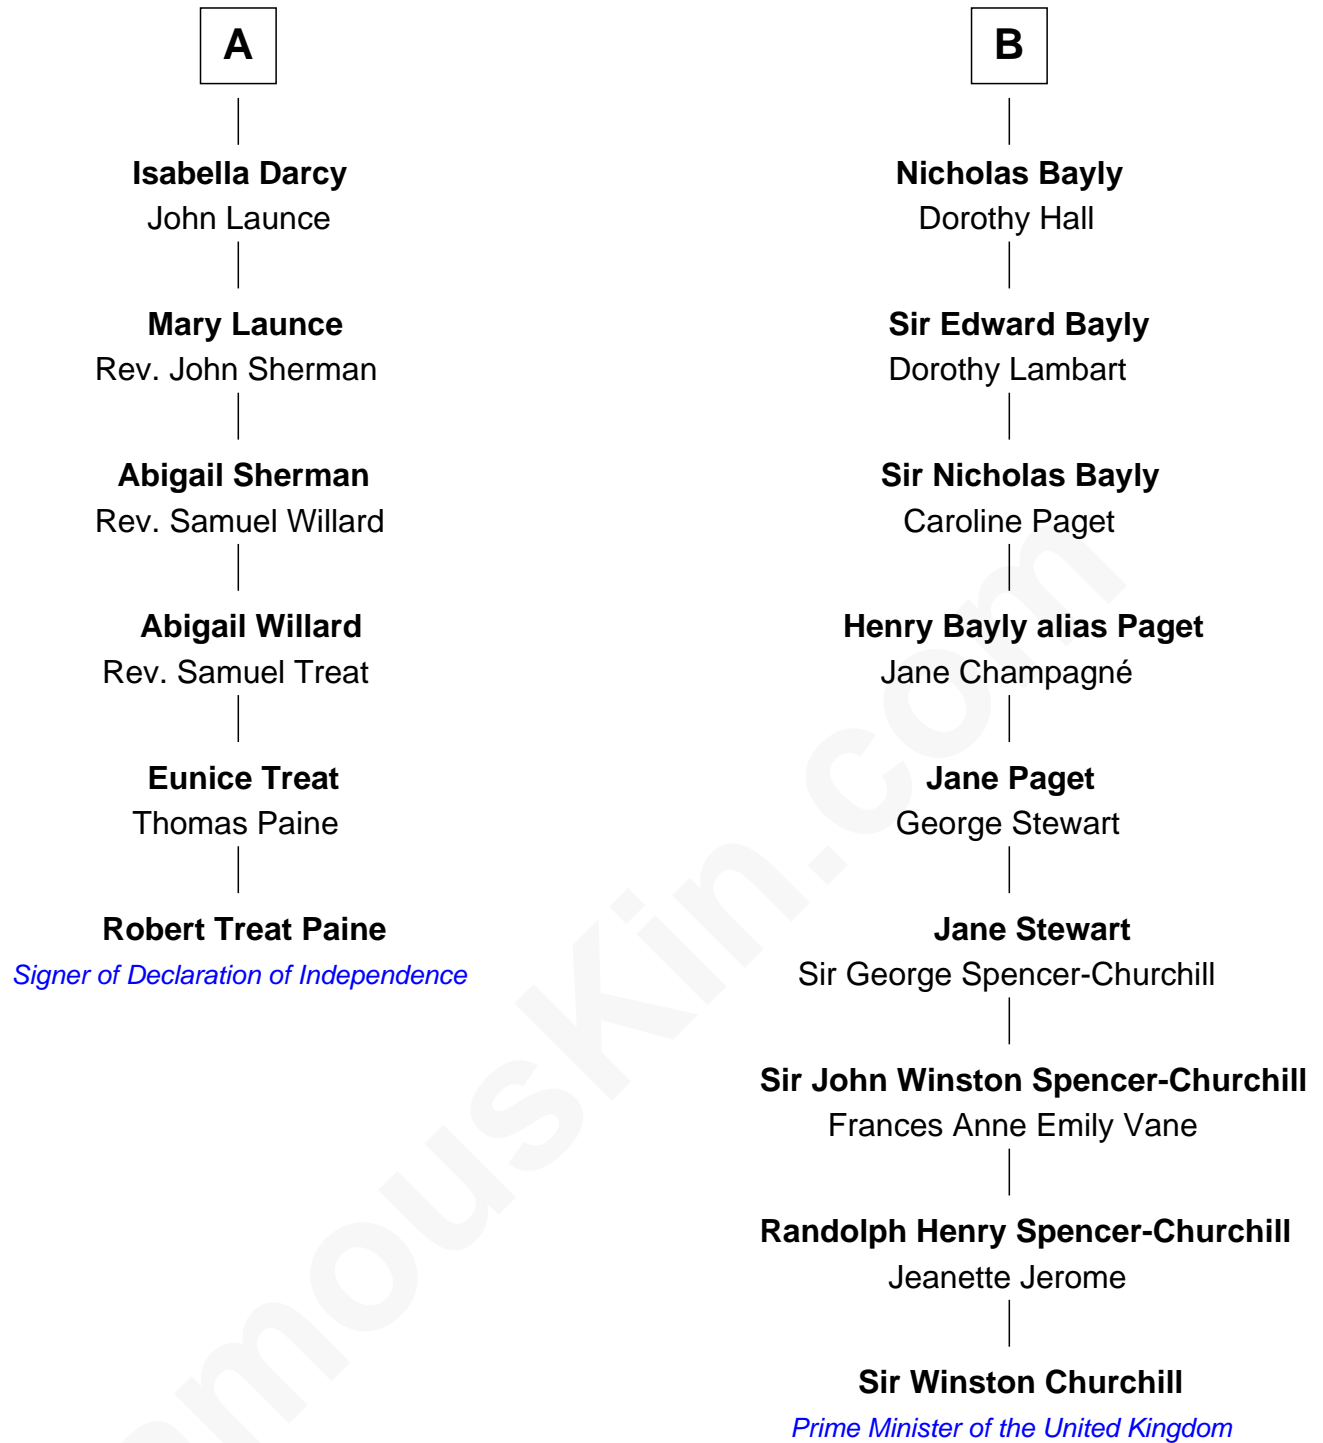 A
Isabella Darcy
John Launce
Mary Launce
Rev. John Sherman
Abigail Sherman
Rev. Samuel Willard
Abigail Willard
Rev. Samuel Treat
Eunice Treat
Thomas Paine
Robert Treat Paine
Signer of Declaration of Independence
B
Nicholas Bayly
Dorothy Hall
Sir Edward Bayly
Dorothy Lambart
Sir Nicholas Bayly
Caroline Paget
Henry Bayly alias Paget
Jane Champagné
Jane Paget
George Stewart
Jane Stewart
Sir George Spencer-Churchill
Sir John Winston Spencer-Churchill
Frances Anne Emily Vane
Randolph Henry Spencer-Churchill
Jeanette Jerome
Sir Winston Churchill
Prime Minister of the United Kingdom
amouskin.com